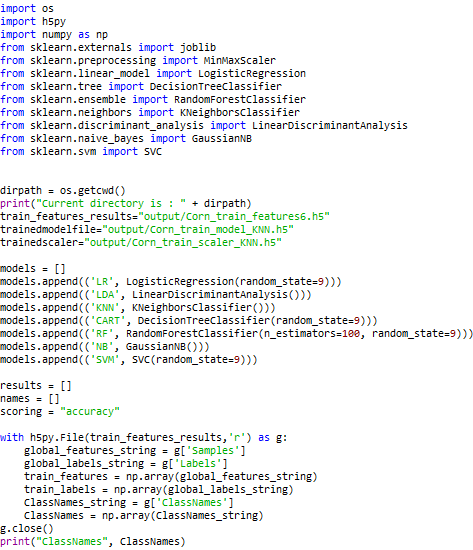 import os
import h5py
import numpy as np
from sklearn.externals import joblib
from sklearn.preprocessing import MinMaxScaler
from sklearn.linear_model import LogisticRegression
from sklearn.tree import DecisionTreeClassifier
from sklearn.ensemble import RandomForestClassifier
from sklearn.neighbors import KNeighborsClassifier
from sklearn.discriminant_analysis import LinearDiscriminantAnalysis
from sklearn.naive_bayes import GaussianNB
from sklearn.svm import SVC
dirpath = os.getcwd()
print("Current directory is : " + dirpath)
train_features_results="output/Corn_train_features6.h5"
trainedmodelfile="output/Corn_train_model_KNN.h5"
trainedscaler="output/Corn_train_scaler_KNN.h5"
models = []
models.append(('LR', LogisticRegression(random_state=9)))
models.append(('LDA', LinearDiscriminantAnalysis()))
models.append(('KNN', KNeighborsClassifier()))
models.append(('CART', DecisionTreeClassifier(random_state=9)))
models.append(('RF', RandomForestClassifier(n_estimators=100, random_state=9)))
models.append(('NB', GaussianNB()))
models.append(('SVM', SVC(random_state=9)))
results = []
names = []
scoring = "accuracy"
with h5py.File(train_features_results,'r') as g:
    global_features_string = g['Samples']
    global_labels_string = g['Labels']
    train_features = np.array(global_features_string)
    train_labels = np.array(global_labels_string)
    ClassNames_string = g['ClassNames']
    ClassNames = np.array(ClassNames_string)
g.close()
print("ClassNames", ClassNames)